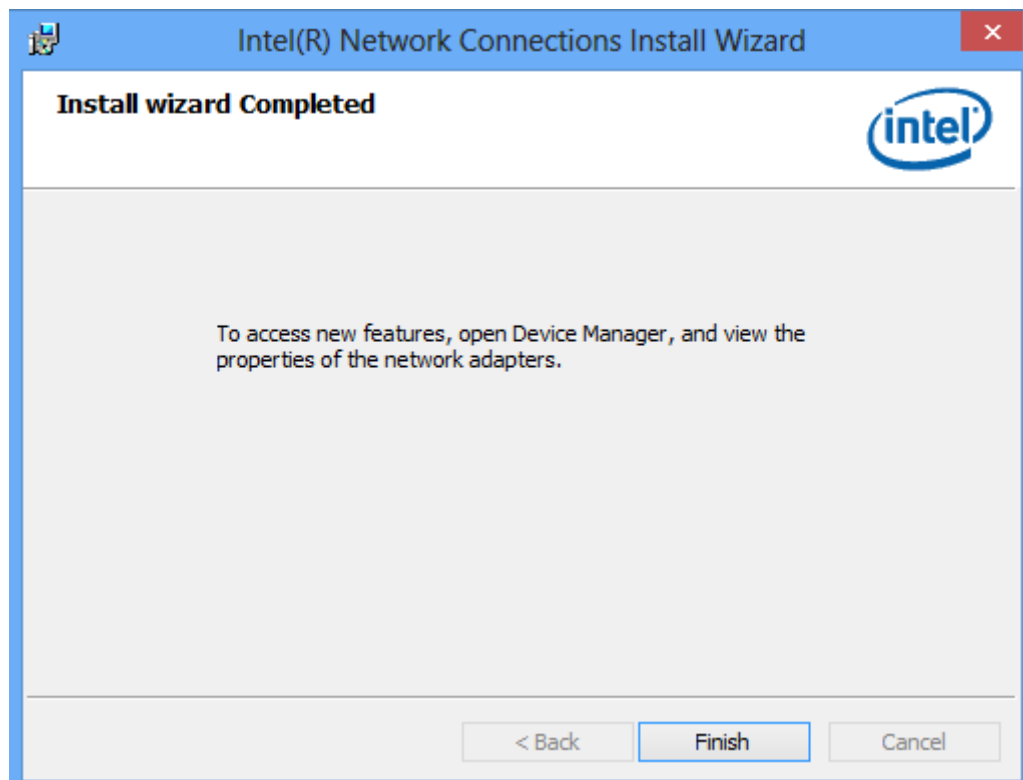 Intel(R) Network Connections Install Wizard
Install wizard Completed
intel
To access new features, open Device Manager, and view the
properties of the network adapters.
< Back
Finish
Cancel